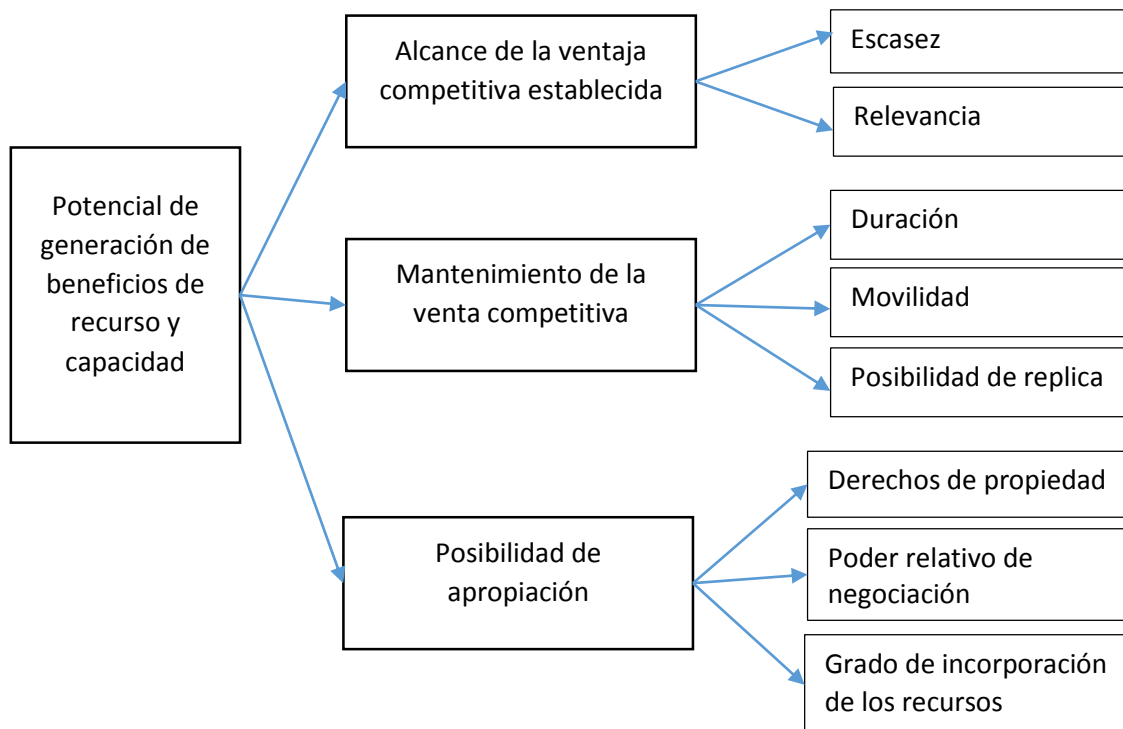 Potencial de
generación de
beneficios de
recurso y
capacidad
Alcance de la ventaja
competitiva establecida
Escasez
Relevancia
Mantenimiento de la
venta competitiva
Duración
Movilidad
Posibilidad de replica
Posibilidad de
apropiación
Derechos de propiedad
Poder relativo de
negociación
Grado de incorporación
de los recursos